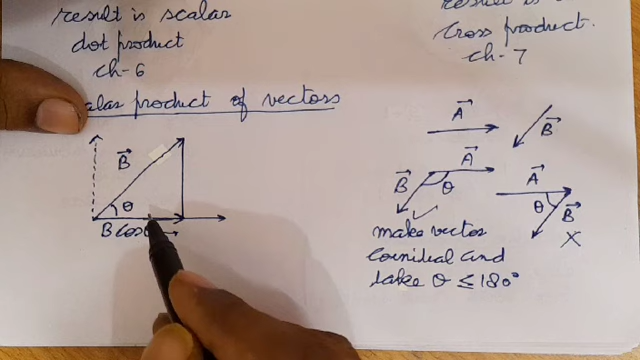 result is scalar
dot product
ch-6
cross product.
ch-7
alar product of vectors
B
θ
B cos
A
B
A
B
θ
A
θ
B
X
make vector
coinitial and
take θ ≤ 180°